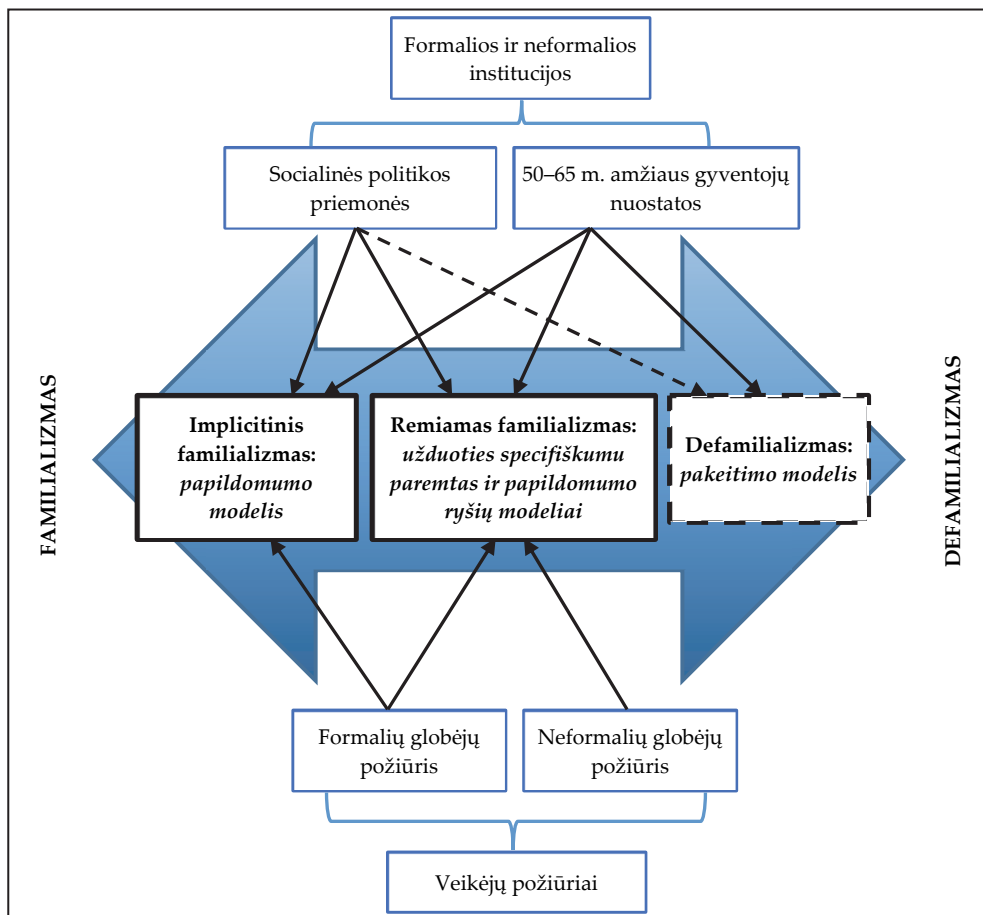 Formalios ir neformalios
institucijos
Socialinės politikos
priemonės
50–65 m. amžiaus gyventojų
nuostatos
FAMILIALIZMAS
Implicitinis
familializmas:
papildomumo
modelis
Remiamas familializmas:
užduoties specifiškumu
paremtas ir papildomumo
ryšių modeliai
Defamilializmas:
pakeitimo modelis
DEFAMILIALIZMAS
Formalių globėjų
požiūris
Neformalių globėjų
požiūris
Veikėjų požiūriai